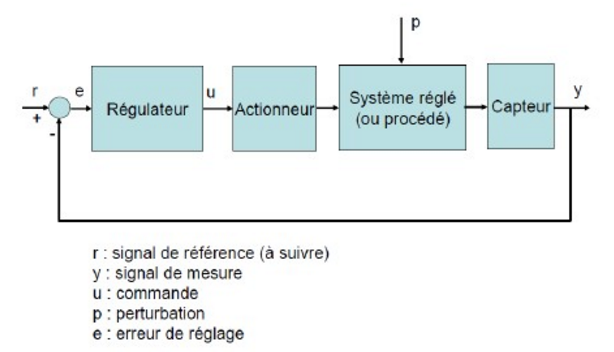 p
r
e
u
y
+
-
Régulateur
Actionneur
Système réglé
(ou procédé)
Capteur
r : signal de référence (à suivre)
y : signal de mesure
u : commande
p : perturbation
e : erreur de réglage